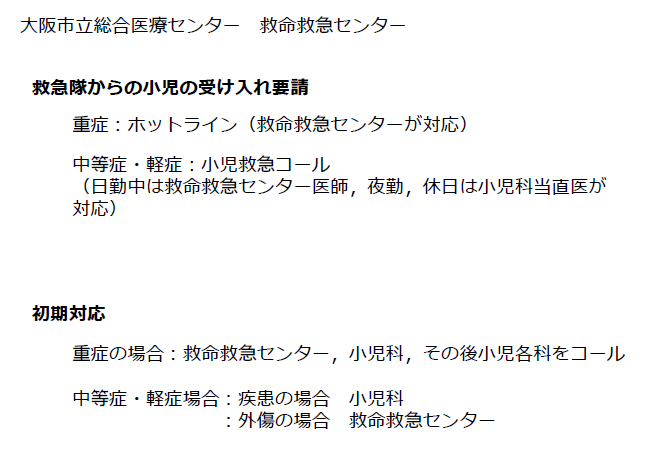 大阪市立総合医療センター　救命救急センター
救急隊からの小児の受け入れ要請
重症：ホットライン（救命救急センターが対応）
中等症・軽症：小児救急コール
（日勤中は救命救急センター医師，夜勤，休日は小児科当直医が
対応）
初期対応
重症の場合：救命救急センター，小児科，その後小児各科をコール
中等症・軽症場合：疾患の場合　小児科
：外傷の場合　救命救急センター